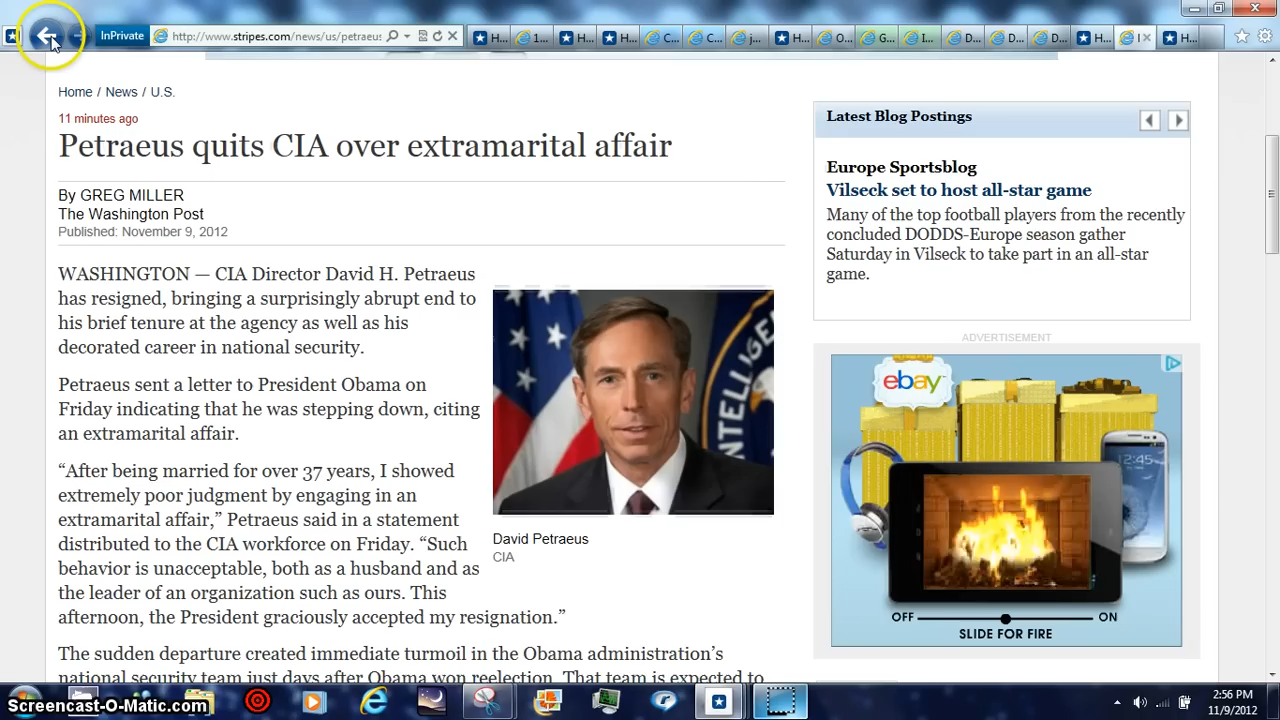 InPrivate
http://www.stripes.com/news/us/petraeus
H...
1...
H...
H...
C...
C...
j...
H...
O...
G...
I...
D...
D...
D...
H...
H...
Home / News / U.S.
11 minutes ago
Petraeus quits CIA over extramarital affair
By GREG MILLER
The Washington Post
Published: November 9, 2012
WASHINGTON — CIA Director David H. Petraeus
has resigned, bringing a surprisingly abrupt end to
his brief tenure at the agency as well as his
decorated career in national security.
Petraeus sent a letter to President Obama on
Friday indicating that he was stepping down, citing
an extramarital affair.
“After being married for over 37 years, I showed
extremely poor judgment by engaging in an
extramarital affair,” Petraeus said in a statement
distributed to the CIA workforce on Friday. “Such
behavior is unacceptable, both as a husband and as
the leader of an organization such as ours. This
afternoon, the President graciously accepted my resignation.”
The sudden departure created immediate turmoil in the Obama administration’s
national security team just days after Obama won reelection. That team is expected to
INTELLIGEN
David Petraeus
CIA
Latest Blog Postings
Europe Sportsblog
Vilseck set to host all-star game
Many of the top football players from the recently
concluded DODDS-Europe season gather
Saturday in Vilseck to take part in an all-star
game.
ADVERTISEMENT
ebay
12:45
OFF
ON
SLIDE FOR FIRE
Screencast-O-Matic.com
2:56 PM
11/9/2012